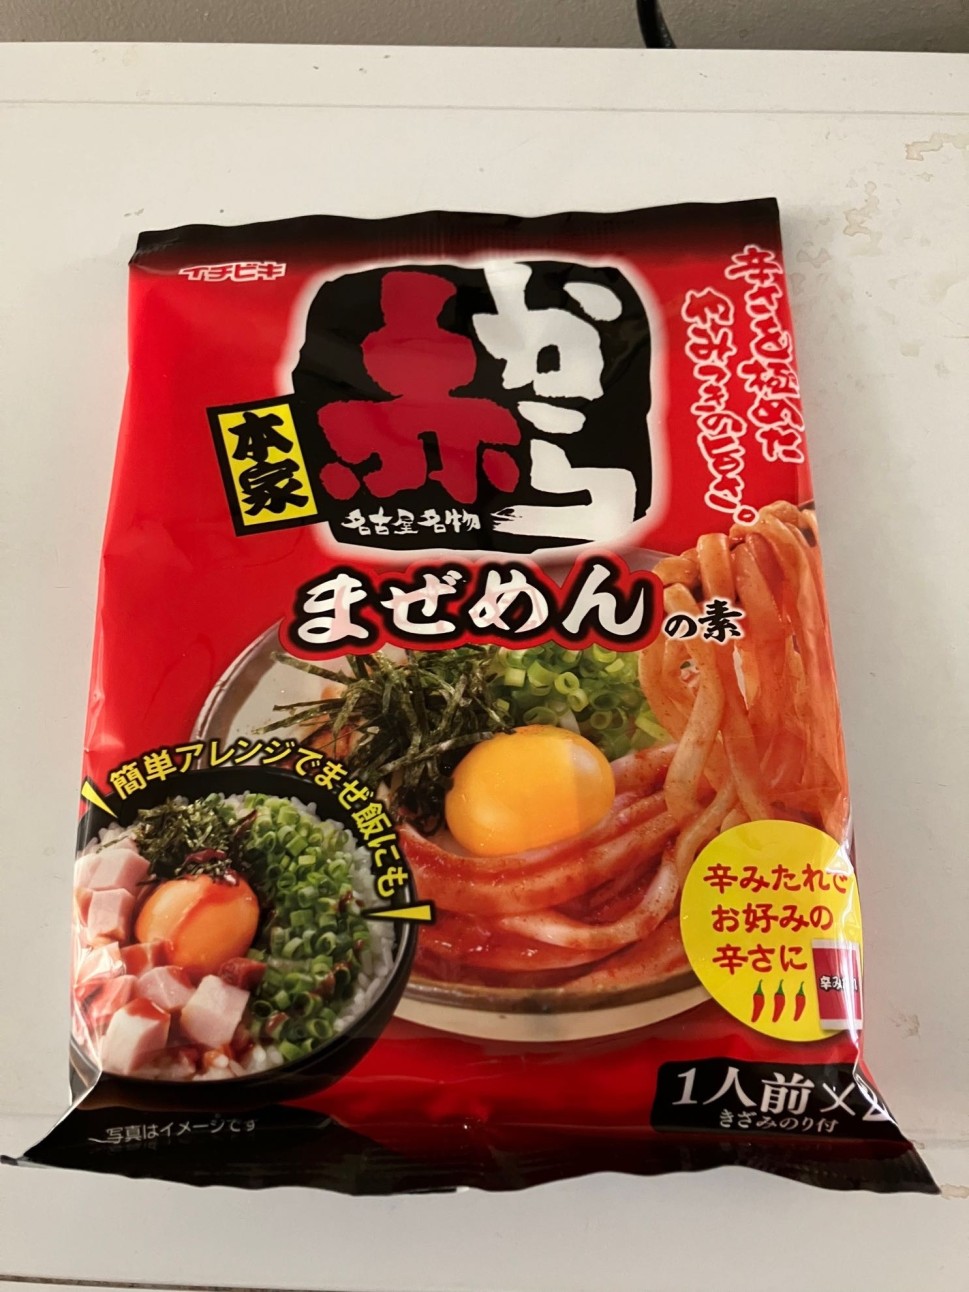 イチビキ
赤から
本家
名古屋名物
辛さを極めた
やみつきの旨さ。
まぜめんの素
簡単アレンジでまぜ飯にも
辛みたれで
お好みの
辛さに
写真はイメージです
1人前×2
きざみのり付